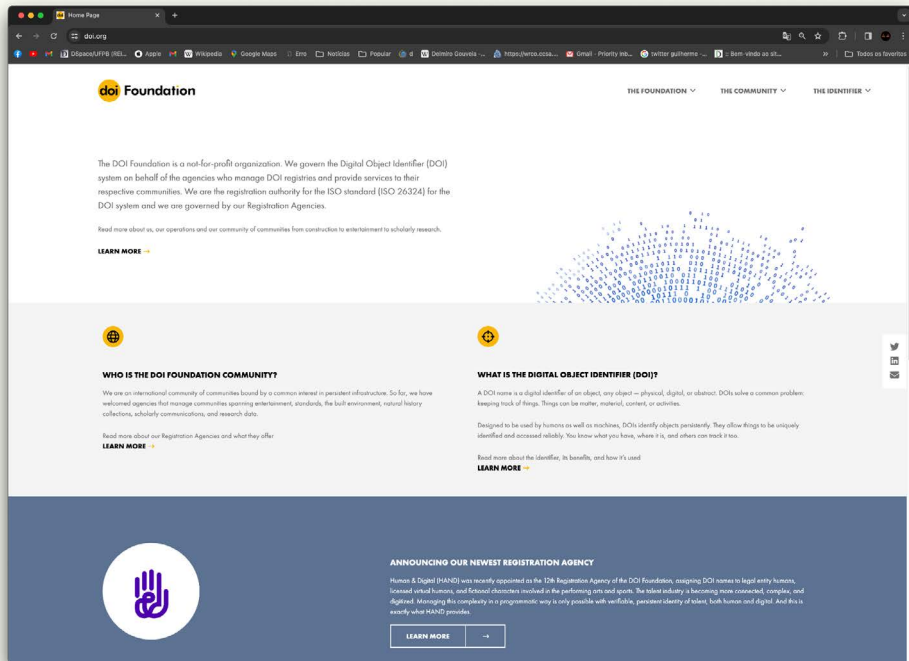 Home Page
doi.org
DSpace/UFPB (REI...
Apple
Wikipedia
Google Maps
Erro
Notícias
Popular
d
Delmiro Gouveia -...
https://wrco.ccsa....
Gmail - Priority Inb...
twitter guilherme -...
:: Bem-vindo ao sit...
Todos os favoritos
doi Foundation
THE FOUNDATION
THE COMMUNITY
THE IDENTIFIER
The DOI Foundation is a not-for-profit organization. We govern the Digital Object Identifier (DOI)
system on behalf of the agencies who manage DOI registries and provide services to their
respective communities. We are the registration authority for the ISO standard (ISO 26324) for the
DOI system and we are governed by our Registration Agencies.
Read more about us, our operations and our community of communities from construction to entertainment to scholarly research.
LEARN MORE →
WHO IS THE DOI FOUNDATION COMMUNITY?
We are an international community of communities bound by a common interest in persistent infrastructure. So far, we have
welcomed agencies that manage communities spanning entertainment, standards, the built environment, natural history
collections, scholarly communications, and research data.
Read more about our Registration Agencies and what they offer
LEARN MORE →
WHAT IS THE DIGITAL OBJECT IDENTIFIER (DOI)?
A DOI name is a digital identifier of an object, any object — physical, digital, or abstract. DOIs solve a common problem:
keeping track of things. Things can be matter, material, content, or activities.
Designed to be used by humans as well as machines, DOIs identify objects persistently. They allow things to be uniquely
identified and accessed reliably. You know what you have, where it is, and others can track it too.
Read more about the identifier, its benefits, and how it's used
LEARN MORE →
ANNOUNCING OUR NEWEST REGISTRATION AGENCY
Human & Digital (HAND) was recently appointed as the 12th Registration Agency of the DOI Foundation, assigning DOI names to legal entity humans,
licensed virtual humans, and fictional characters involved in the performing arts and sports. The talent industry is becoming more connected, complex, and
digitized. Managing this complexity in a programmatic way is only possible with verifiable, persistent identity of talent, both human and digital. And this is
exactly what HAND provides.
LEARN MORE →